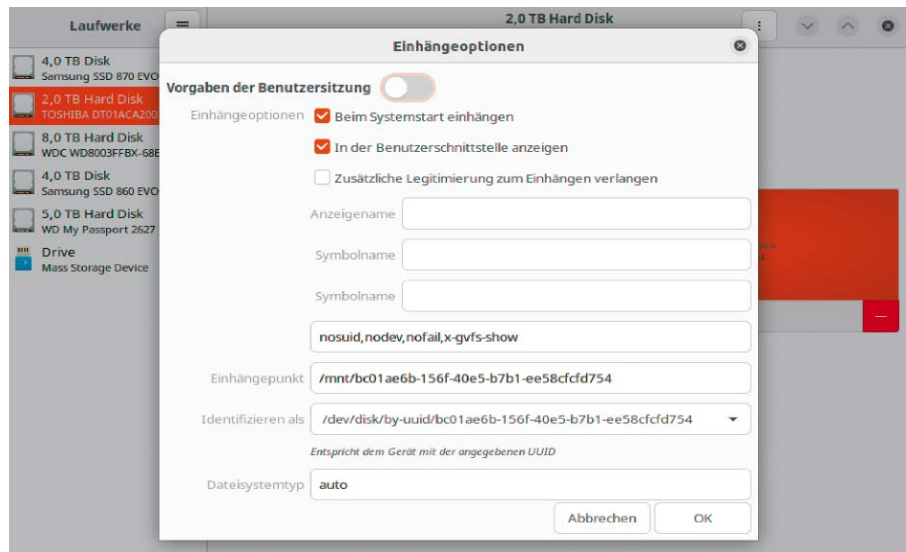 Laufwerke
2,0 TB Hard Disk
4,0 TB Disk
Samsung SSD 870 EVO
2,0 TB Hard Disk
TOSHIBA DT01ACA200
8,0 TB Hard Disk
WDC WD8003FFBX-68E
4,0 TB Disk
Samsung SSD 860 EVO
5,0 TB Hard Disk
WD My Passport 2627
Drive
Mass Storage Device
Einhängeoptionen
Vorgaben der Benutzersitzung
Einhängeoptionen Beim Systemstart einhängen
In der Benutzerschnittstelle anzeigen
Zusätzliche Legitimierung zum Einhängen verlangen
Anzeigename
Symbolname
Symbolname
nosuid,nodev,nofail,x-gvfs-show
Einhängepunkt /mnt/bc01ae6b-156f-40e5-b7b1-ee58cfcfd754
Identifizieren als /dev/disk/by-uuid/bc01ae6b-156f-40e5-b7b1-ee58cfcfd754
Entspricht dem Gerät mit der angegebenen UUID
Dateisystemtyp auto
Abbrechen OK